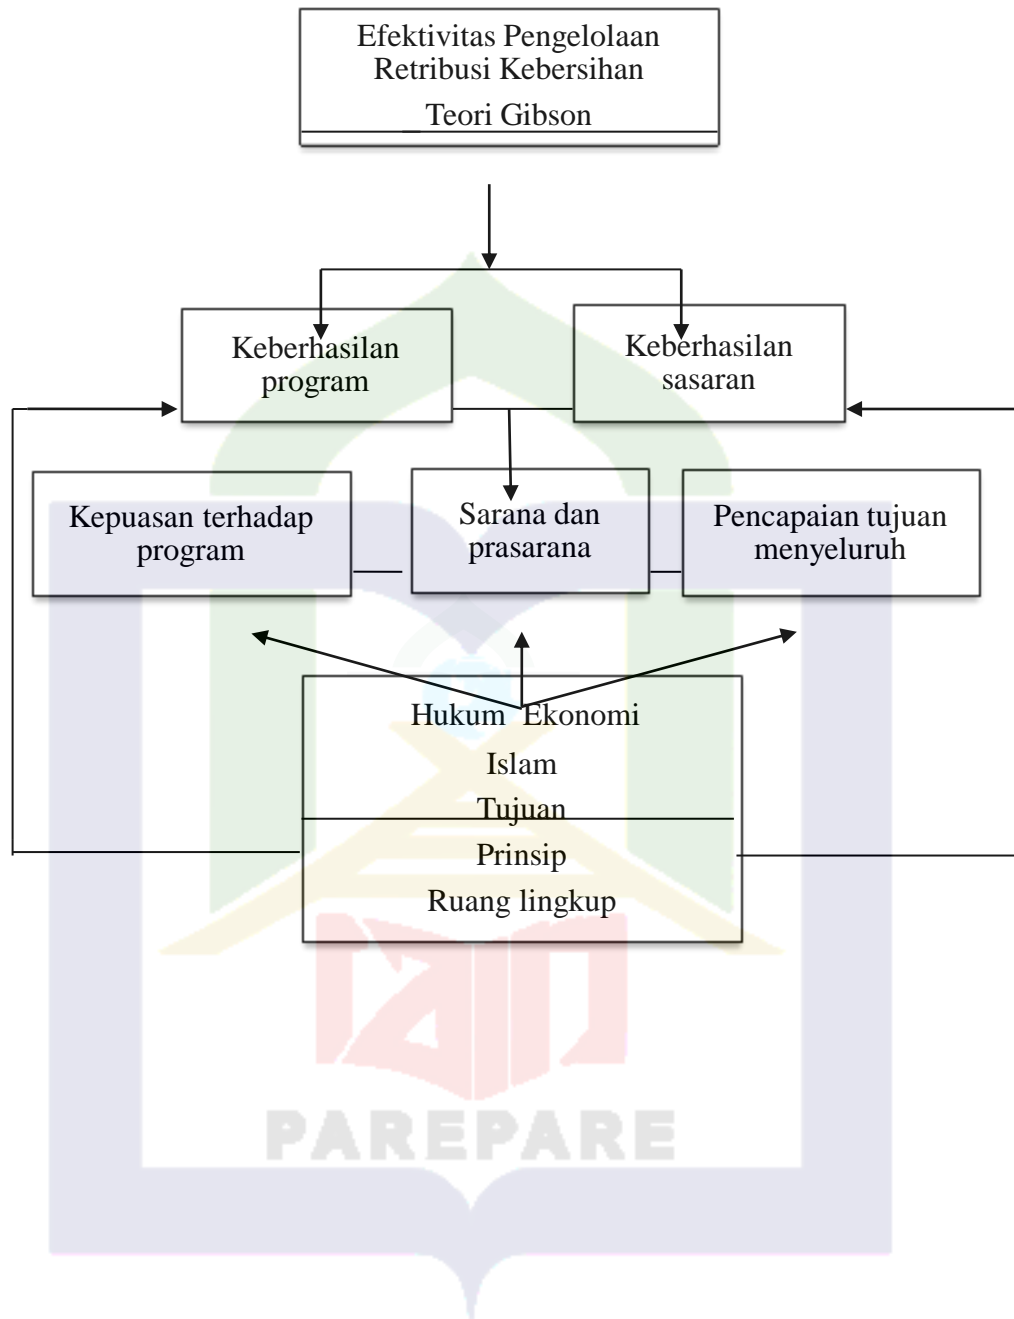 Efektivitas Pengelolaan
Retribusi Kebersihan
_Teori Gibson
Keberhasilan
program
Keberhasilan
sasaran
Kepuasan terhadap
program
Sarana dan
prasarana
Pencapaian tujuan
menyeluruh
Hukum Ekonomi
Islam
Tujuan
Prinsip
Ruang lingkup
PAREPARE